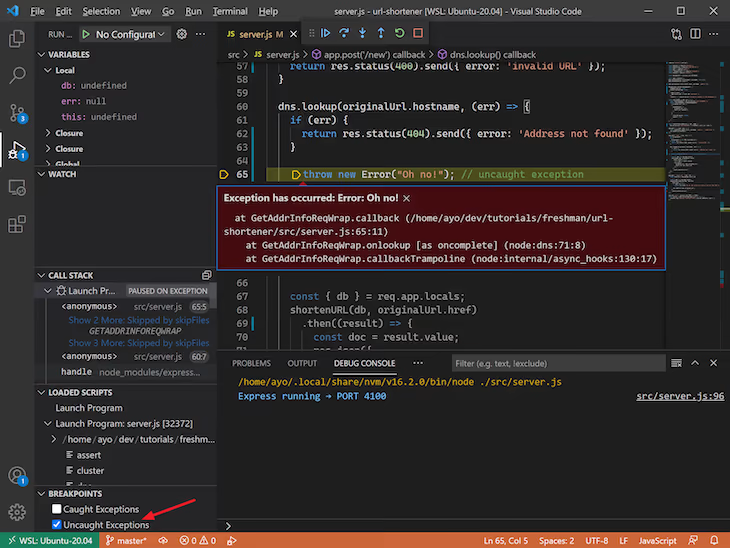 File Edit Selection View Go Run Terminal Help server.js - url-shortener [WSL: Ubuntu-20.04] - Visual Studio Code
RUN ... No Configural ...
JS server.js M
src > JS server.js > app.post('/new') callback > dns.lookup() callback
VARIABLES
Local
db: undefined
err: null
this: undefined
Closure
Closure
Global
WATCH
CALL STACK
Launch Pr... PAUSED ON EXCEPTION
<anonymous> src/server.js 65:5
Show 2 More: Skipped by skipFiles
GETADDRINFOREQWRAP
Show 3 More: Skipped by skipFiles
<anonymous> src/server.js 60:7
handle node_modules/express...
LOADED SCRIPTS
Launch Program
Launch Program: server.js [32372]
/home/ayo/dev/tutorials/freshm...
assert
cluster
BREAKPOINTS
Caught Exceptions
Uncaught Exceptions
57 return res.status(400).send({ error: 'invalid URL' });
58 }
59
60 dns.lookup(originalUrl.hostname, (err) => {
61 if (err) {
62 return res.status(404).send({ error: 'Address not found' });
63 }
64
65 throw new Error("Oh no!"); // uncaught exception
Exception has occurred: Error: Oh no! ×
at GetAddrInfoReqWrap.callback (/home/ayo/dev/tutorials/freshman/url-
shortener/src/server.js:65:11)
at GetAddrInfoReqWrap.onlookup [as oncomplete] (node:dns:71:8)
at GetAddrInfoReqWrap.callbackTrampoline (node:internal/async_hooks:130:17)
66
67 const { db } = req.app.locals;
68 shortenURL(db, originalUrl.href)
69 .then((result) => {
70 const doc = result.value;
PROBLEMS OUTPUT DEBUG CONSOLE ... Filter (e.g. text, !exclude)
/home/ayo/.local/share/nvm/v16.2.0/bin/node ./src/server.js
Express running → PORT 4100 src/server.js:96
3
1
1
WSL: Ubuntu-20.04 master* 0 0 Ln 65, Col 5 Spaces: 2 UTF-8 LF JavaScript